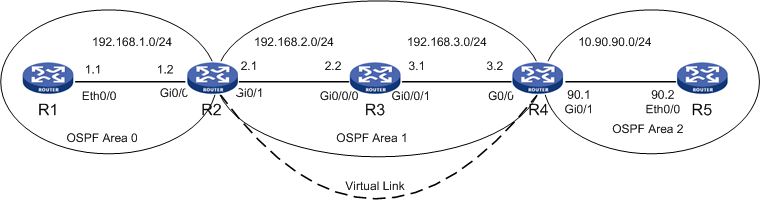 192.168.1.0/24
192.168.2.0/24
192.168.3.0/24
10.90.90.0/24
1.1
1.2
2.1
2.2
3.1
3.2
ROUTER
ROUTER
ROUTER
ROUTER
ROUTER
Eth0/0
Gi0/0
Gi0/1
Gi0/0/0
Gi0/0/1
G0/0
90.1
Gi0/1
90.2
Eth0/0
R1
R2
R3
R4
R5
OSPF Area 0
OSPF Area 1
OSPF Area 2
Virtual Link